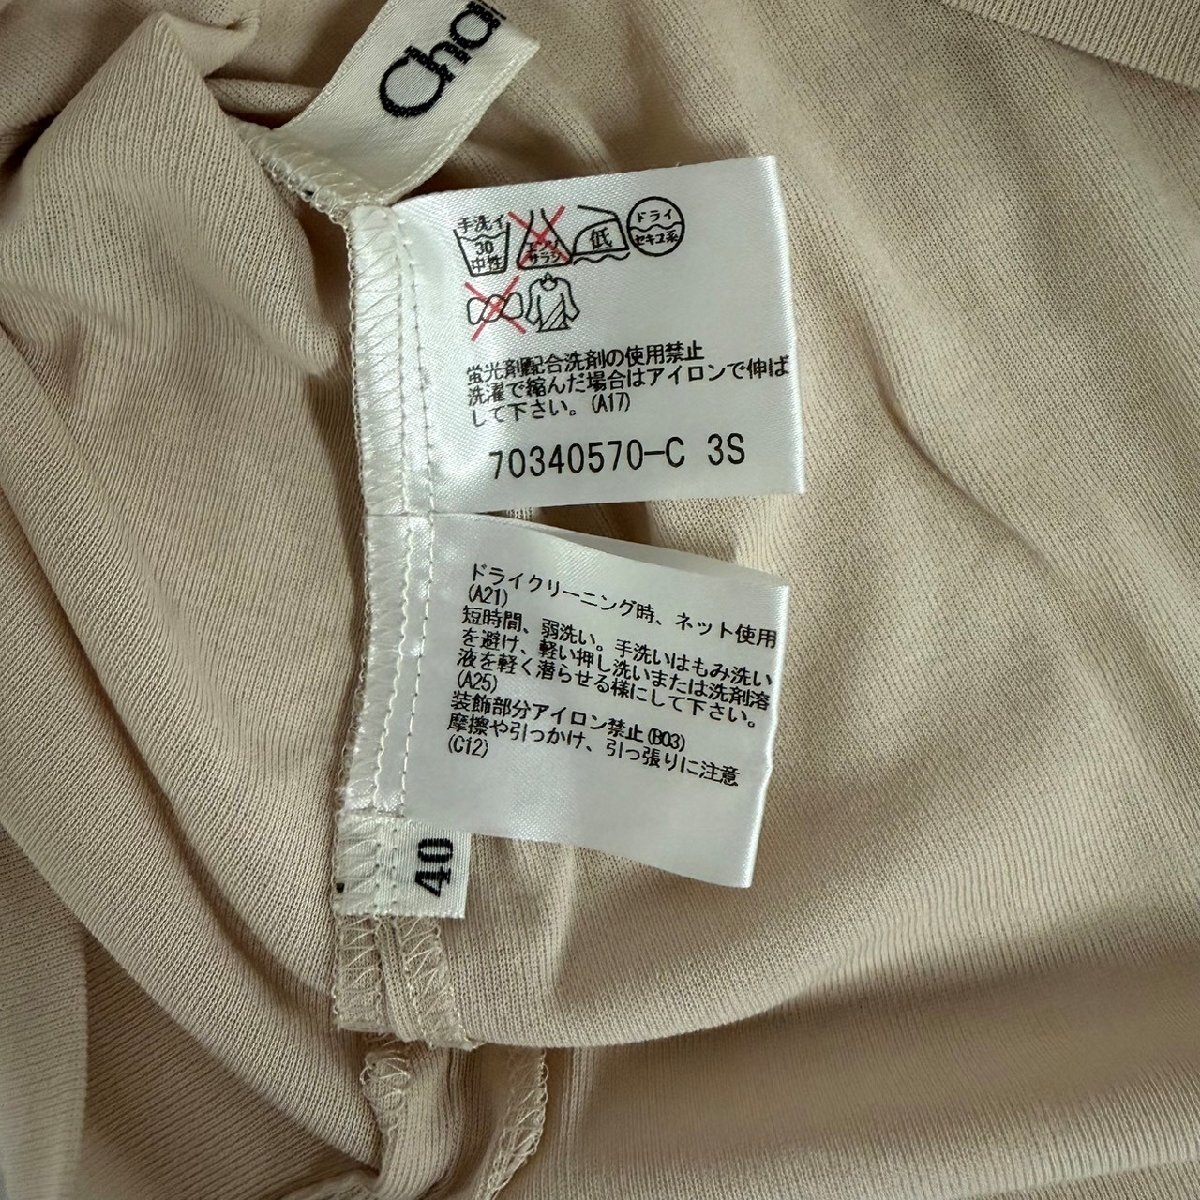 Cha
手洗イ
30
中性
エンソ
サラシ
低
ドライ
セキユ系
蛍光剤配合洗剤の使用禁止
洗濯で縮んだ場合はアイロンで伸ば
して下さい。(A17)
70340570-C 3S
ドライクリーニング時、ネット使用
(A21)
短時間、弱洗い。手洗いはもみ洗い
を避け、軽い押し洗いまたは洗剤溶
液を軽く潜らせる様にして下さい。
(A25)
装飾部分アイロン禁止(B03)
摩擦や引っかけ、引っ張りに注意
(C12)
40